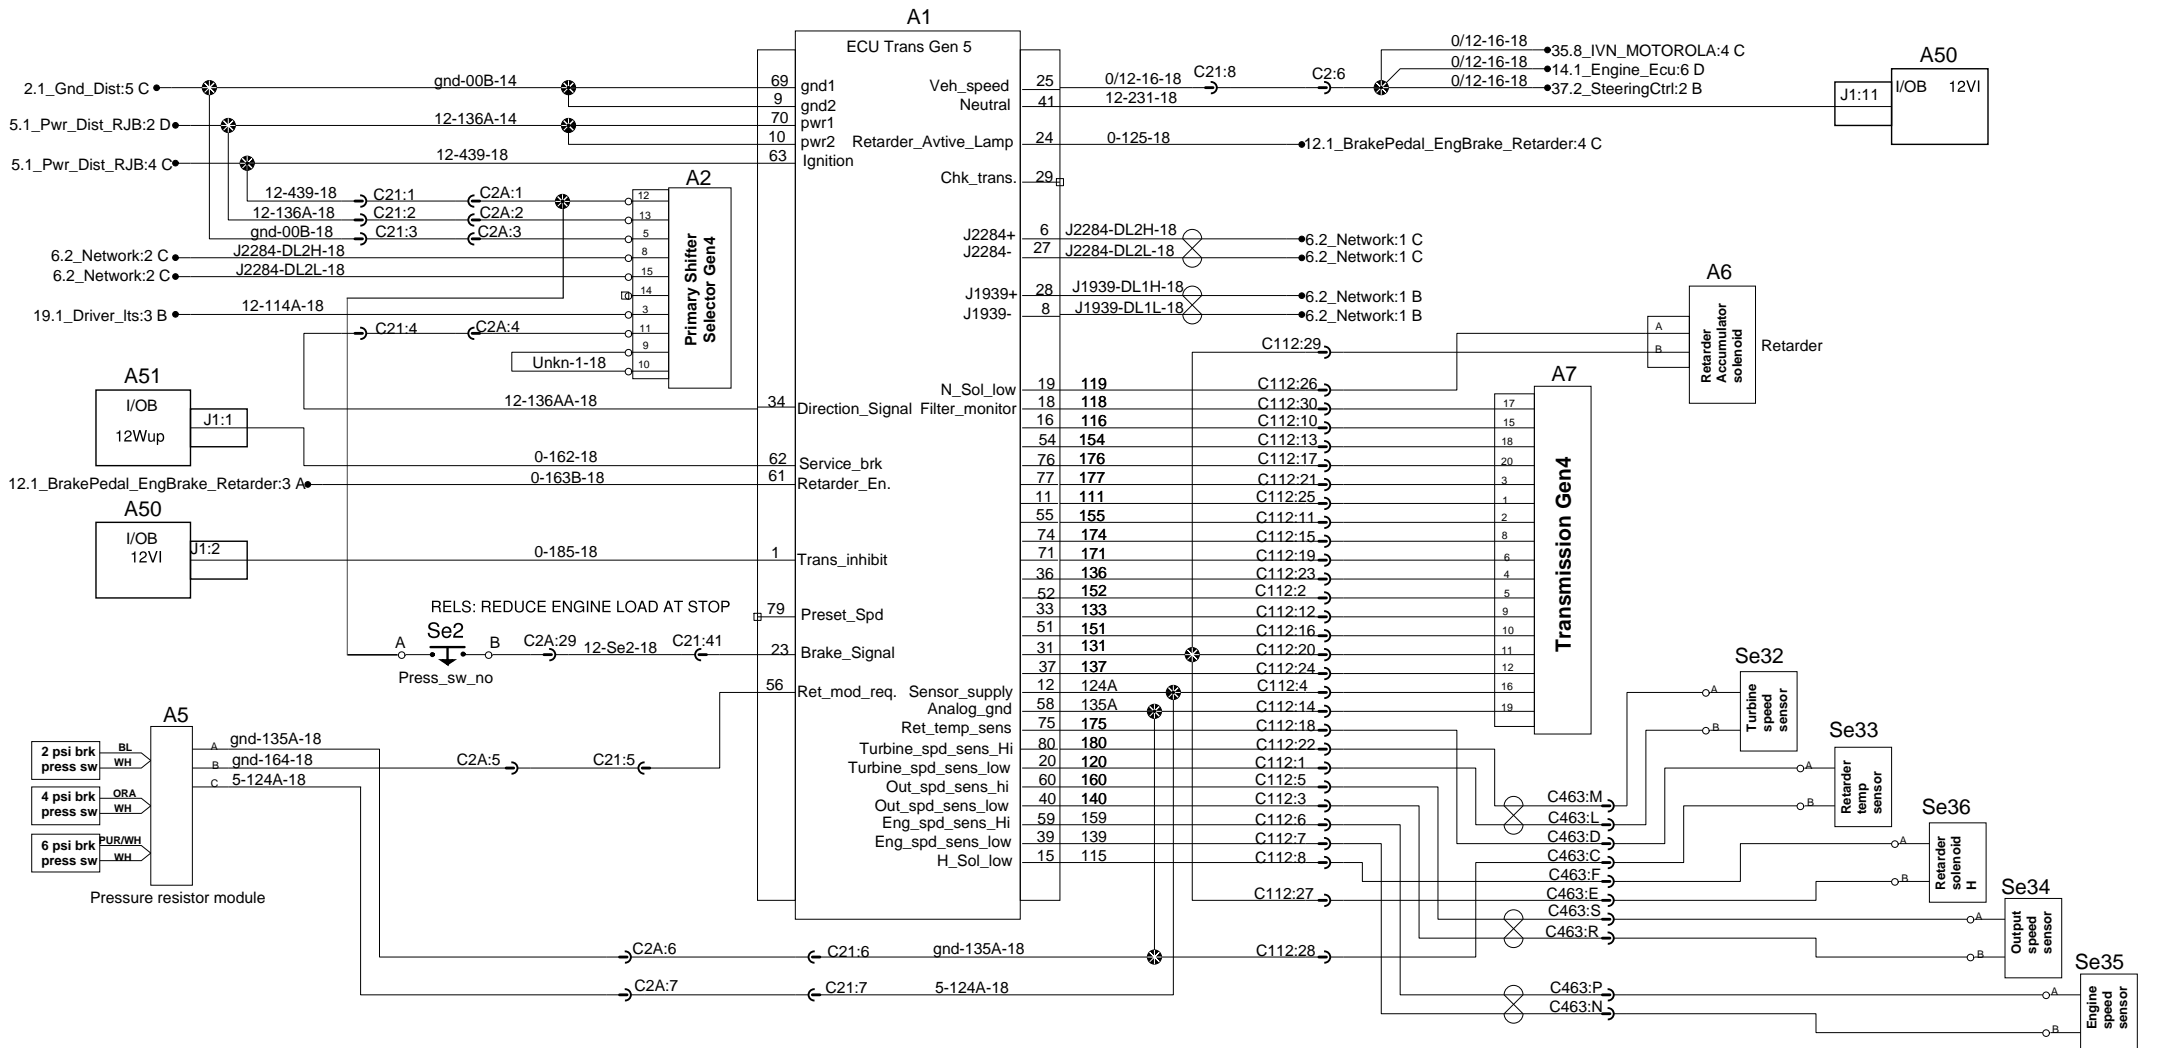 A1
ECU Trans Gen 5
2.1_Gnd_Dist:5 C
gnd-00B-14
69 gnd1
9 gnd2
5.1_Pwr_Dist_RJB:2 D
12-136A-14
70 pwr1
10 pwr2
5.1_Pwr_Dist_RJB:4 C
12-439-18
63 Ignition
12-439-18 C21:1 C2A:1 12
12-136A-18 C21:2 C2A:2 13
gnd-00B-18 C21:3 C2A:3 5
6.2_Network:2 C J2284-DL2H-18 8
6.2_Network:2 C J2284-DL2L-18 15
14
19.1_Driver_lts:3 B 12-114A-18 3
C21:4 C2A:4 11
9
Unkn-1-18 10
A2
Primary Shifter
Selector Gen4
A51
I/OB
12Wup
J1:1
12-136AA-18
34 Direction_Signal
0-162-18
62 Service_brk
12.1_BrakePedal_EngBrake_Retarder:3 A
0-163B-18
61 Retarder_En.
A50
I/OB
12VI
J1:2
0-185-18
1 Trans_inhibit
RELS: REDUCE ENGINE LOAD AT STOP
79 Preset_Spd
A Se2 B
Press_sw_no
C2A:29 12-Se2-18 C21:41
23 Brake_Signal
56 Ret_mod_req.
A5
2 psi brk
press sw
BL
WH
4 psi brk
press sw
ORA
WH
6 psi brk
press sw
PUR/WH
WH
Pressure resistor module
A gnd-135A-18
B gnd-164-18 C2A:5 C21:5
C 5-124A-18
C2A:6 C21:6 gnd-135A-18 C112:28
C2A:7 C21:7 5-124A-18
Veh_speed 25 0/12-16-18 C21:8 C2:6
0/12-16-18 35.8_IVN_MOTOROLA:4 C
0/12-16-18 14.1_Engine_Ecu:6 D
0/12-16-18 37.2_SteeringCtrl:2 B
Neutral 41 12-231-18
J1:11
A50
I/OB 12VI
Retarder_Avtive_Lamp 24 0-125-18 12.1_BrakePedal_EngBrake_Retarder:4 C
Chk_trans. 29
J2284+ 6 J2284-DL2H-18 6.2_Network:1 C
J2284- 27 J2284-DL2L-18 6.2_Network:1 C
J1939+ 28 J1939-DL1H-18 6.2_Network:1 B
J1939- 8 J1939-DL1L-18 6.2_Network:1 B
C112:29
A6
A
B
Retarder
Accumulator
solenoid
Retarder
N_Sol_low 19 119 C112:26
Filter_monitor 18 118 C112:30 17
16 116 C112:10 15
54 154 C112:13 18
76 176 C112:17 20
77 177 C112:21 3
11 111 C112:25 1
55 155 C112:11 2
74 174 C112:15 8
71 171 C112:19 6
36 136 C112:23 4
52 152 C112:2 5
33 133 C112:12 9
51 151 C112:16 10
31 131 C112:20 11
37 137 C112:24 12
Sensor_supply 12 124A C112:4 16
Analog_gnd 58 135A C112:14 19
A7
Transmission Gen4
Ret_temp_sens 75 175 C112:18
Turbine_spd_sens_Hi 80 180 C112:22
Turbine_spd_sens_low 20 120 C112:1
Out_spd_sens_hi 60 160 C112:5
Out_spd_sens_low 40 140 C112:3
Eng_spd_sens_Hi 59 159 C112:6
Eng_spd_sens_low 39 139 C112:7
H_Sol_low 15 115 C112:8
C112:27
C463:M
C463:L
C463:D
C463:C
C463:F
C463:E
C463:S
C463:R
C463:P
C463:N
Se32
A
B
Turbine
speed
sensor
Se33
A
B
Retarder
temp
sensor
Se36
A
B
Retarder
solenoid
H
Se34
A
B
Output
speed
sensor
Se35
A
B
Engine
speed
sensor